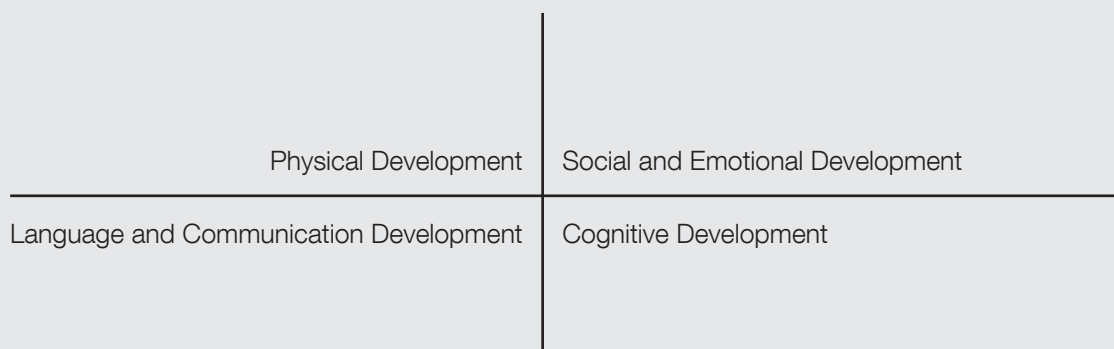 Physical Development
Social and Emotional Development
Language and Communication Development
Cognitive Development